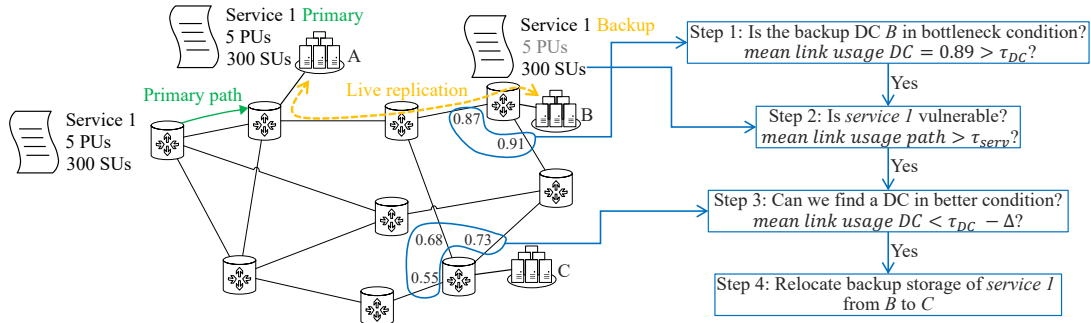 Service 1 Primary
5 PUs
300 SUs
A
Service 1 Backup
5 PUs
300 SUs
B
Primary path
Live replication
Service 1
5 PUs
300 SUs
0.87
0.91
0.68
0.73
0.55
C
Step 1: Is the backup DC B in bottleneck condition?
mean link usage DC = 0.89 > τDC?
Yes
Step 2: Is service 1 vulnerable?
mean link usage path > τserv?
Yes
Step 3: Can we find a DC in better condition?
mean link usage DC < τDC − Δ?
Yes
Step 4: Relocate backup storage of service 1
from B to C